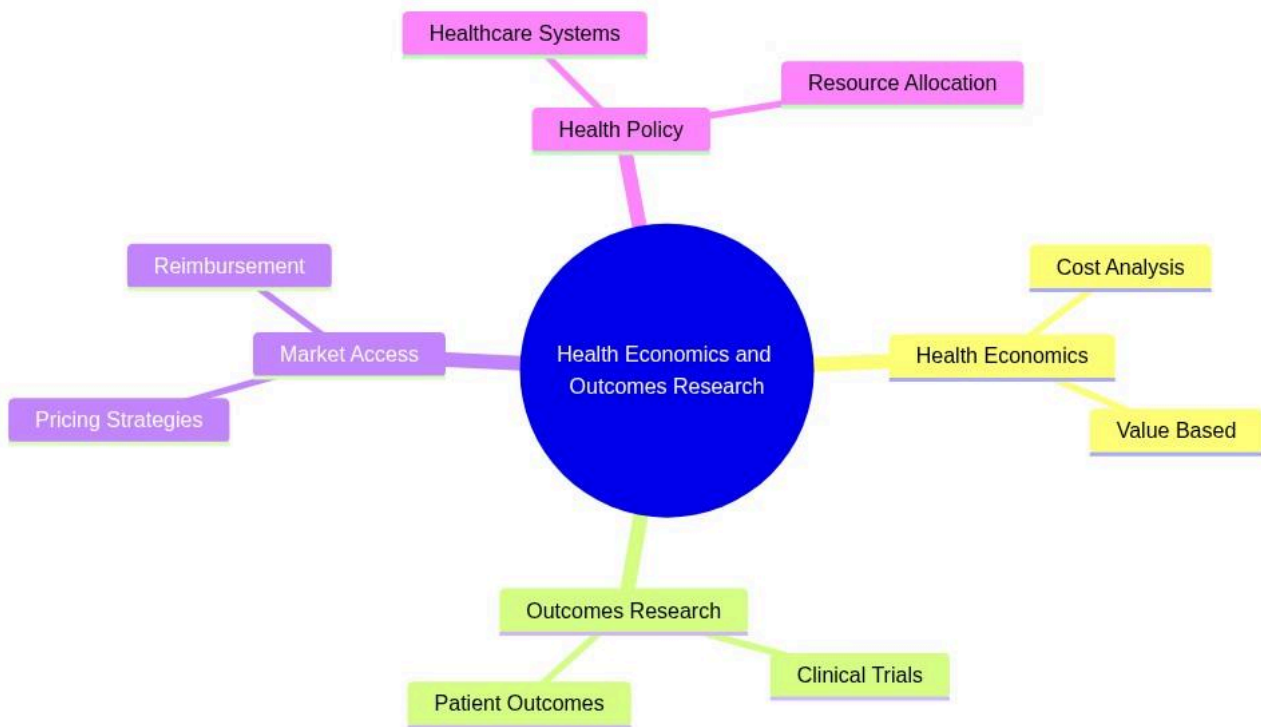 Healthcare Systems
Resource Allocation
Health Policy
Reimbursement
Cost Analysis
Market Access
Health Economics and
Outcomes Research
Health Economics
Pricing Strategies
Value Based
Outcomes Research
Clinical Trials
Patient Outcomes